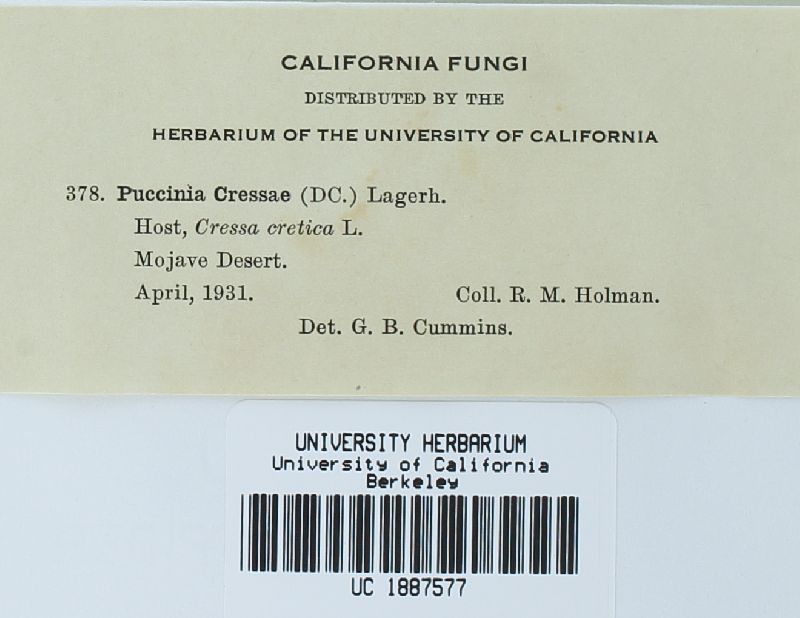 CALIFORNIA FUNGI
DISTRIBUTED BY THE
HERBARIUM OF THE UNIVERSITY OF CALIFORNIA
378. Puccinia Cressae (DC.) Lagerh.
Host, Cressa cretica L.
Mojave Desert.
April, 1931. Coll. R. M. Holman.
Det. G. B. Cummins.
UNIVERSITY HERBARIUM
University of California
Berkeley
UC 1887577